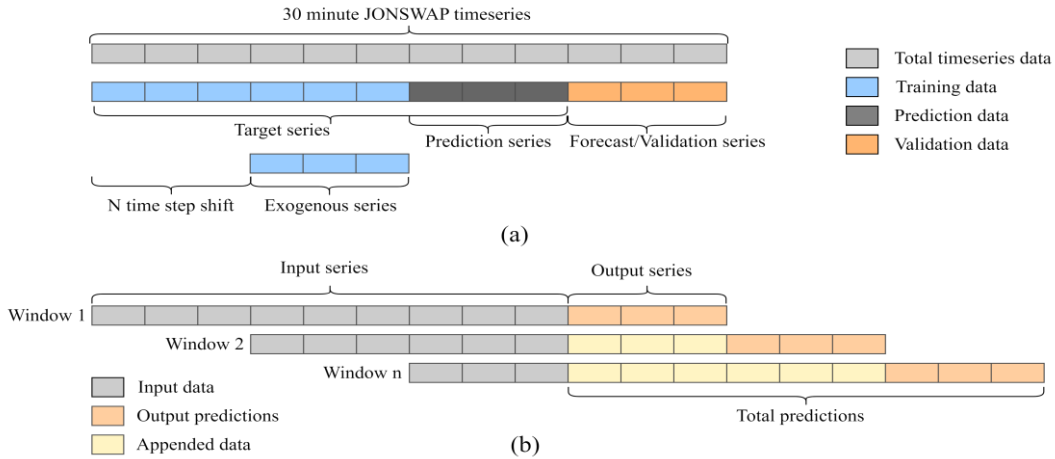 30 minute JONSWAP timeseries
Total timeseries data
Training data
Prediction data
Validation data
Target series
Prediction series
Forecast/Validation series
N time step shift
Exogenous series
(a)
Input series
Output series
Window 1
Window 2
Window n
Input data
Output predictions
Appended data
Total predictions
(b)